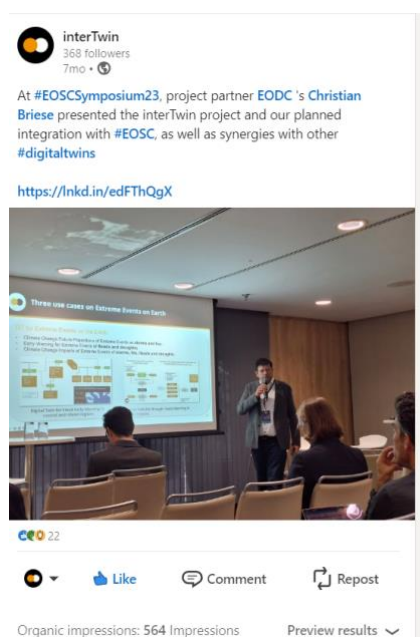 interTwin
368 followers
7mo •
At #EOSCSymposium23, project partner EODC 's Christian
Briese presented the interTwin project and our planned
integration with #EOSC, as well as synergies with other
#digitaltwins
https://lnkd.in/edFThQgX
Three use cases on Extreme Events on Earth
22
Like
Comment
Repost
Organic impressions: 564 Impressions
Preview results